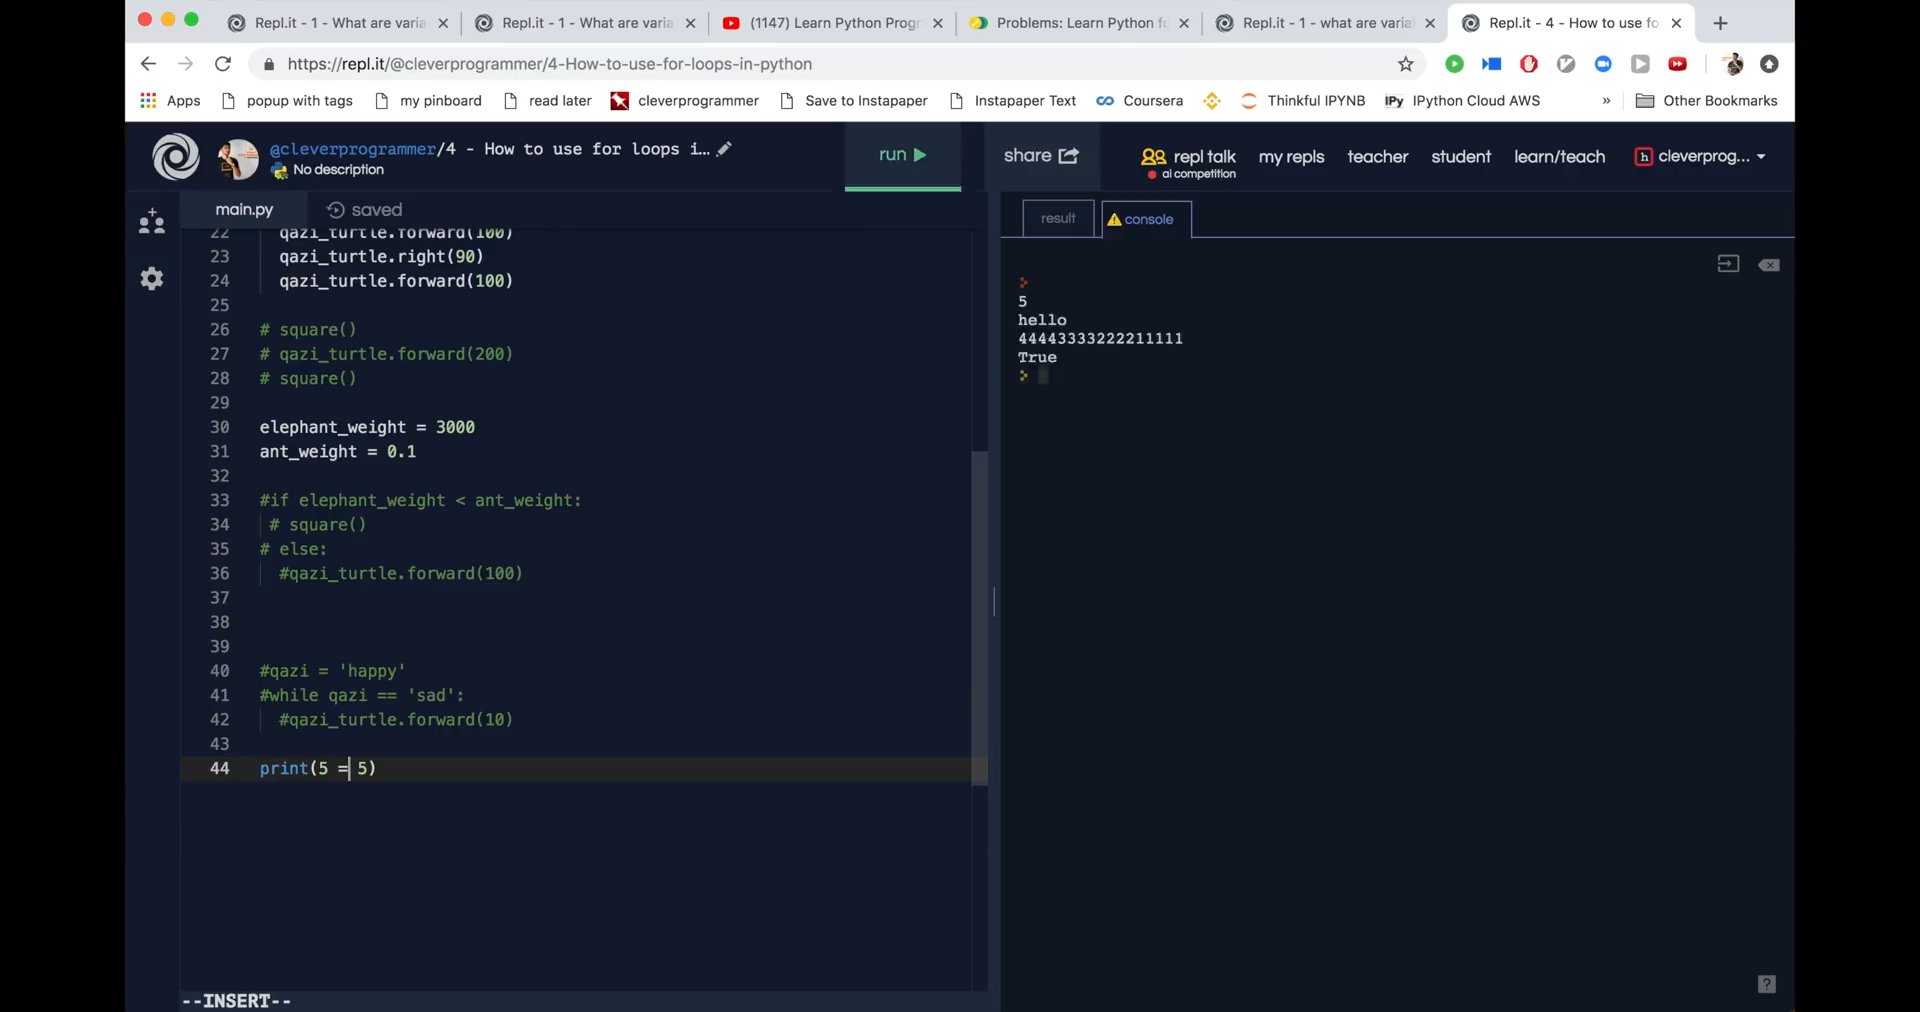 Repl.it - 1 - What are varia
Repl.it - 1 - What are varia
(1147) Learn Python Prog
Problems: Learn Python fo
Repl.it - 1 - what are variat
Repl.it - 4 - How to use fo
https://repl.it/@cleverprogrammer/4-How-to-use-for-loops-in-python
Apps
popup with tags
my pinboard
read later
cleverprogrammer
Save to Instapaper
Instapaper Text
Coursera
Thinkful IPYNB
IPy IPython Cloud AWS
»
Other Bookmarks
@cleverprogrammer/4 - How to use for loops i...
No description
run
share
repl talk
ai competition
my repls
teacher
student
learn/teach
h cleverprog...
main.py
saved
22 qazi_turtle.forward(100)
23 qazi_turtle.right(90)
24 qazi_turtle.forward(100)
25
26 # square()
27 # qazi_turtle.forward(200)
28 # square()
29
30 elephant_weight = 3000
31 ant_weight = 0.1
32
33 #if elephant_weight < ant_weight:
34 # square()
35 # else:
36 #qazi_turtle.forward(100)
37
38
39
40 #qazi = 'happy'
41 #while qazi == 'sad':
42 #qazi_turtle.forward(10)
43
44 print(5 = 5)
--INSERT--
result
console
5
hello
44443333222211111
True
?